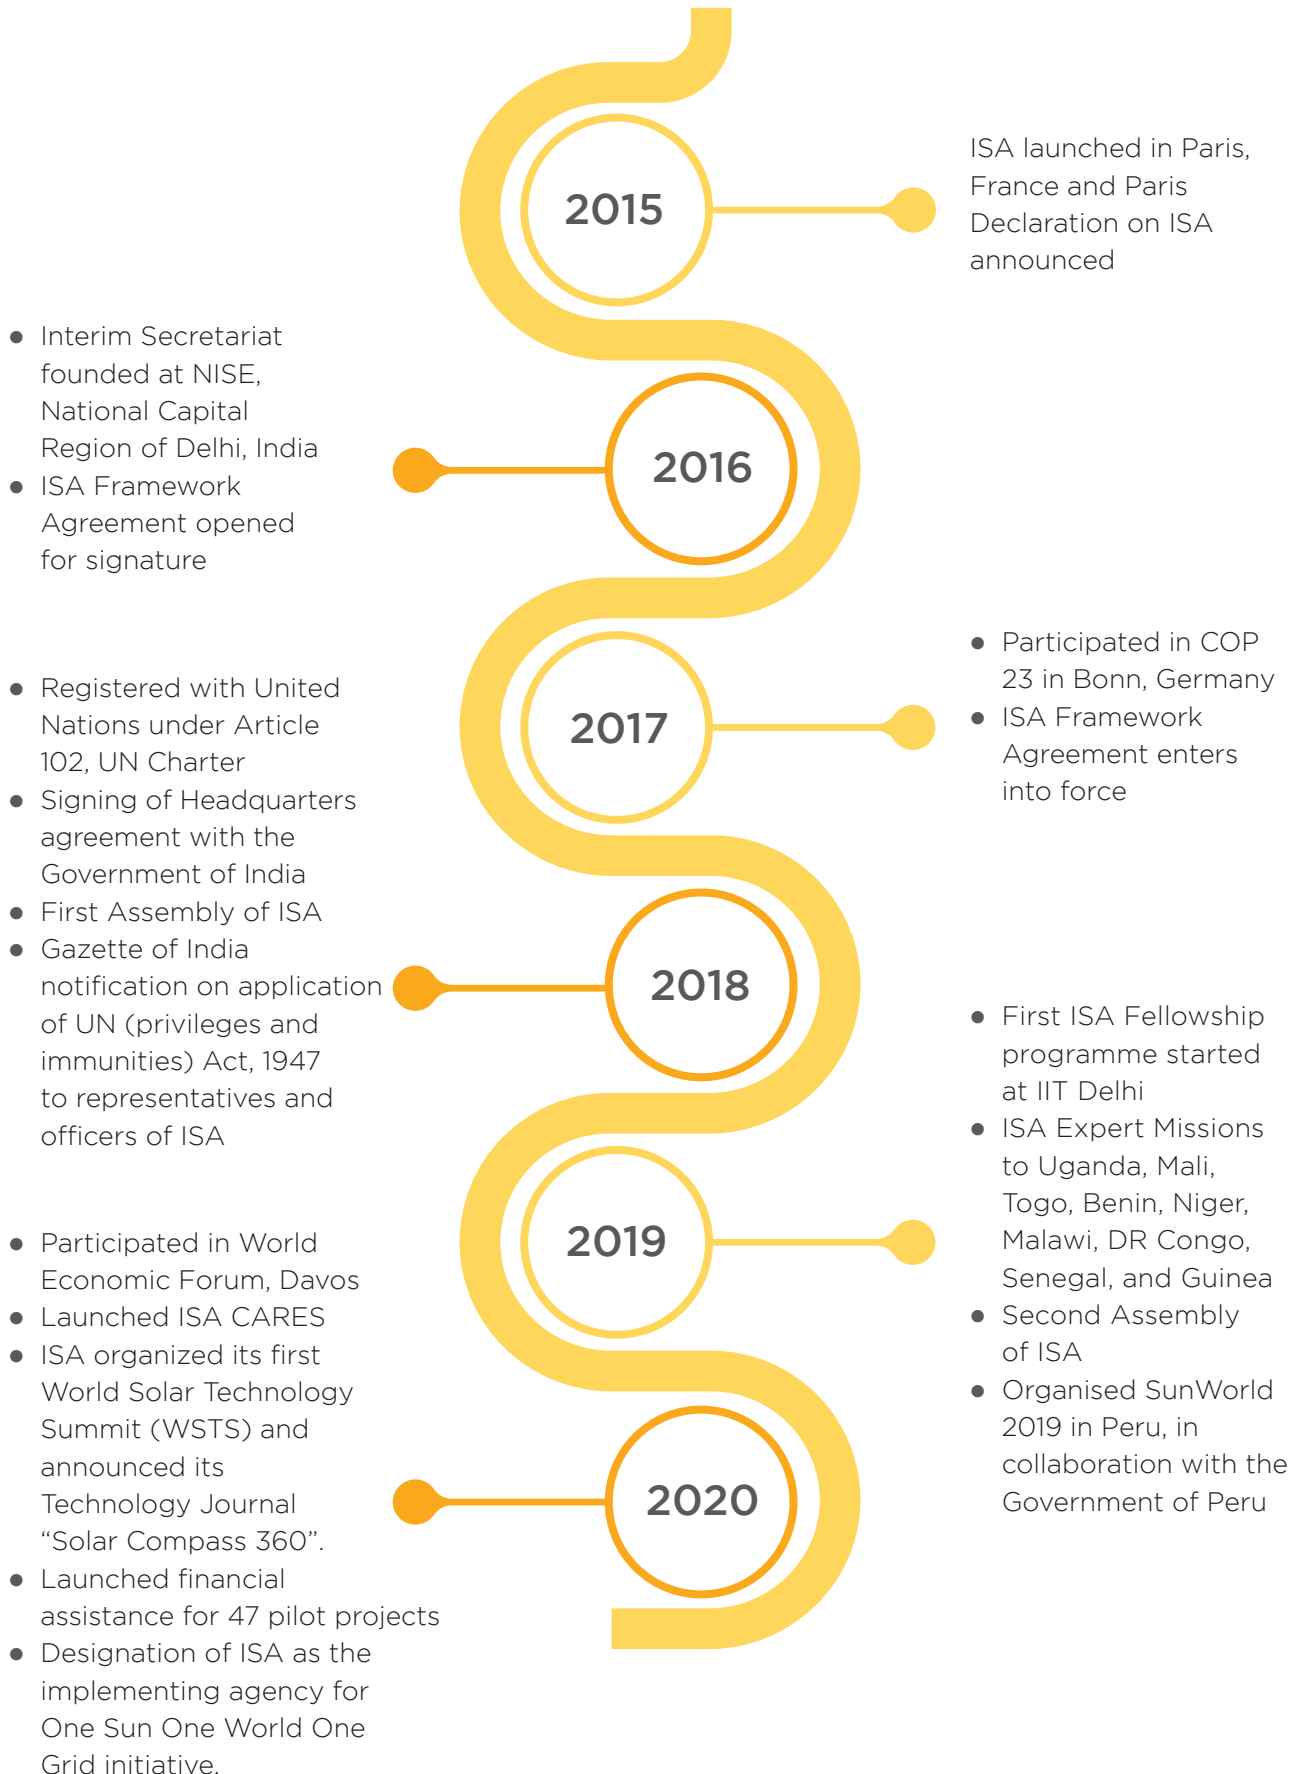 2015
ISA launched in Paris,
France and Paris
Declaration on ISA
announced
2016
● Interim Secretariat
founded at NISE,
National Capital
Region of Delhi, India
● ISA Framework
Agreement opened
for signature
2017
● Participated in COP
23 in Bonn, Germany
● ISA Framework
Agreement enters
into force
2018
● Registered with United
Nations under Article
102, UN Charter
● Signing of Headquarters
agreement with the
Government of India
● First Assembly of ISA
● Gazette of India
notification on application
of UN (privileges and
immunities) Act, 1947
to representatives and
officers of ISA
2019
● First ISA Fellowship
programme started
at IIT Delhi
● ISA Expert Missions
to Uganda, Mali,
Togo, Benin, Niger,
Malawi, DR Congo,
Senegal, and Guinea
● Second Assembly
of ISA
● Organised SunWorld
2019 in Peru, in
collaboration with the
Government of Peru
2020
● Participated in World
Economic Forum, Davos
● Launched ISA CARES
● ISA organized its first
World Solar Technology
Summit (WSTS) and
announced its
Technology Journal
“Solar Compass 360”.
● Launched financial
assistance for 47 pilot projects
● Designation of ISA as the
implementing agency for
One Sun One World One
Grid initiative.